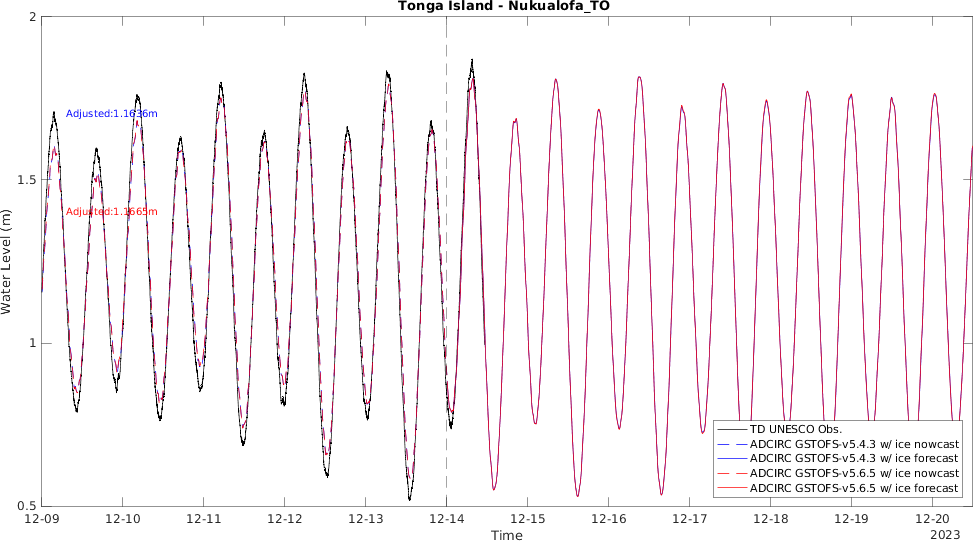 Tonga Island - Nukualofa_TO
2
1.5
1
0.5
Water Level (m)
Adjusted:1.1636m
Adjusted:1.1665m
TD UNESCO Obs.
ADCIRC GSTOFS-v5.4.3 w/ ice nowcast
ADCIRC GSTOFS-v5.4.3 w/ ice forecast
ADCIRC GSTOFS-v5.6.5 w/ ice nowcast
ADCIRC GSTOFS-v5.6.5 w/ ice forecast
12-09 12-10 12-11 12-12 12-13 12-14 12-15 12-16 12-17 12-18 12-19 12-20
Time
2023